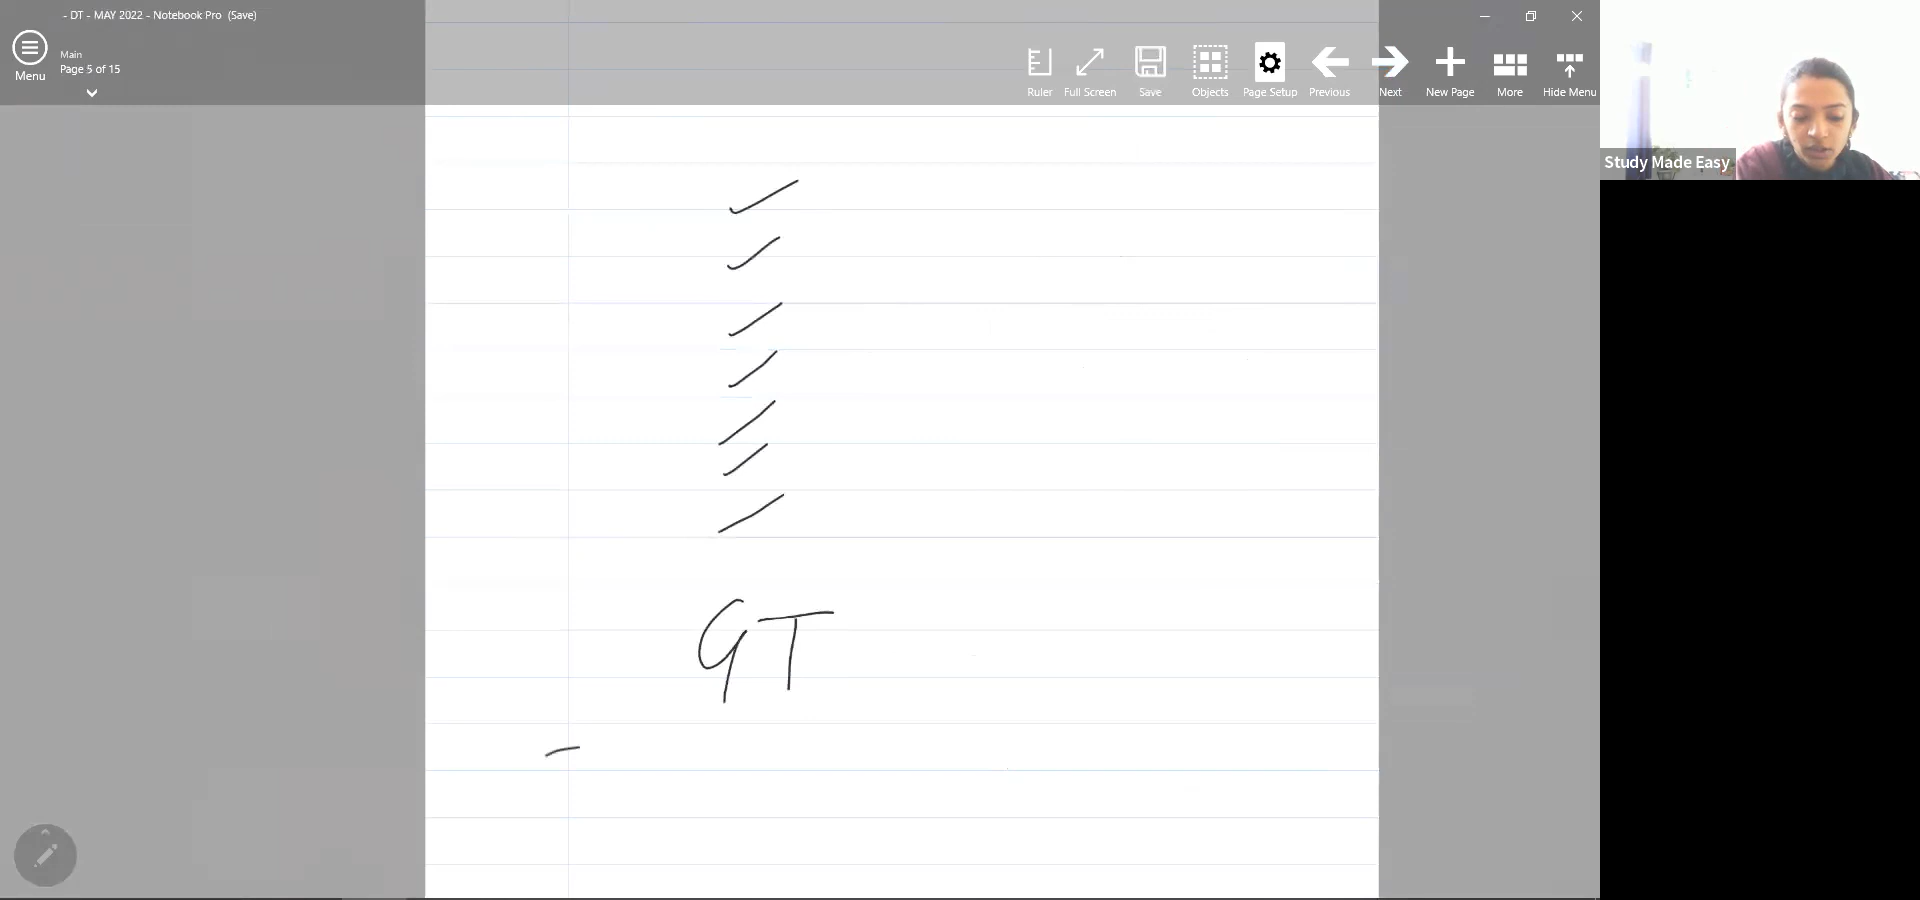 - DT - MAY 2022 - Notebook Pro (Save)
Menu
Main
Page 5 of 15
Ruler
Full Screen
Save
Objects
Page Setup
Previous
Next
New Page
More
Hide Menu
Study Made Easy
GT